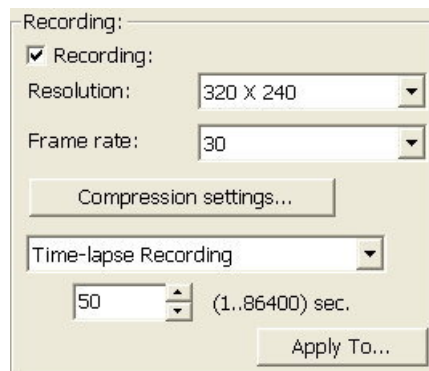 Recording:
Recording:
Resolution: 320 X 240
Frame rate: 30
Compression settings...
Time-lapse Recording
50 (1..86400) sec.
Apply To...